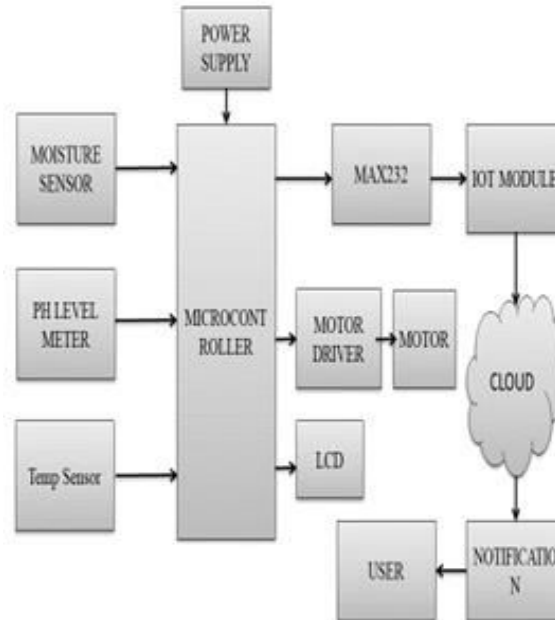 POWER
SUPPLY
MOISTURE
SENSOR
MAX232
IOT MODULE
PH LEVEL
METER
MICROCONT
ROLLER
MOTOR
DRIVER
MOTOR
CLOUD
Temp Sensor
LCD
USER
NOTIFICATIO
N